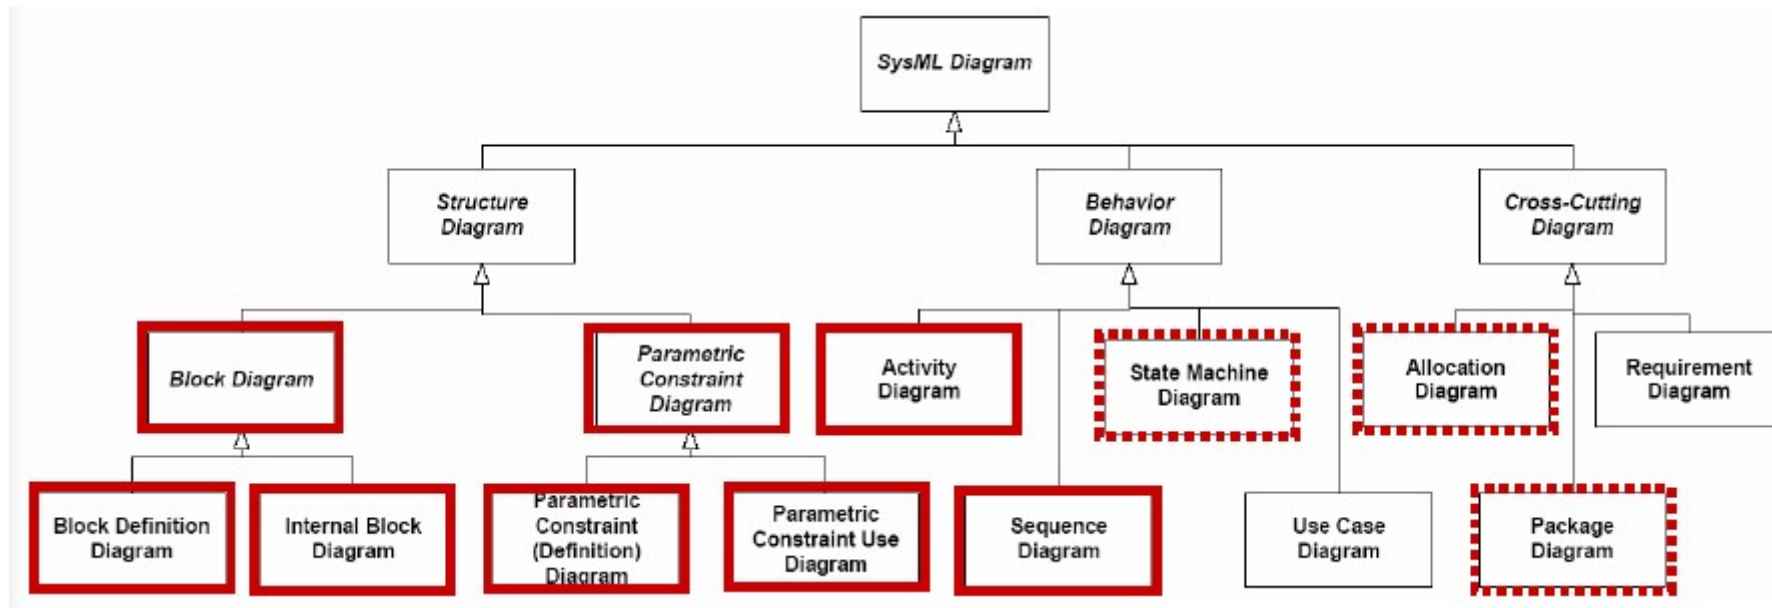 SysML Diagram
Structure
Diagram
Behavior
Diagram
Cross-Cutting
Diagram
Block Diagram
Parametric
Constraint
Diagram
Activity
Diagram
State Machine
Diagram
Allocation
Diagram
Requirement
Diagram
Block Definition
Diagram
Internal Block
Diagram
Parametric
Constraint
(Definition)
Diagram
Parametric
Constraint Use
Diagram
Sequence
Diagram
Use Case
Diagram
Package
Diagram